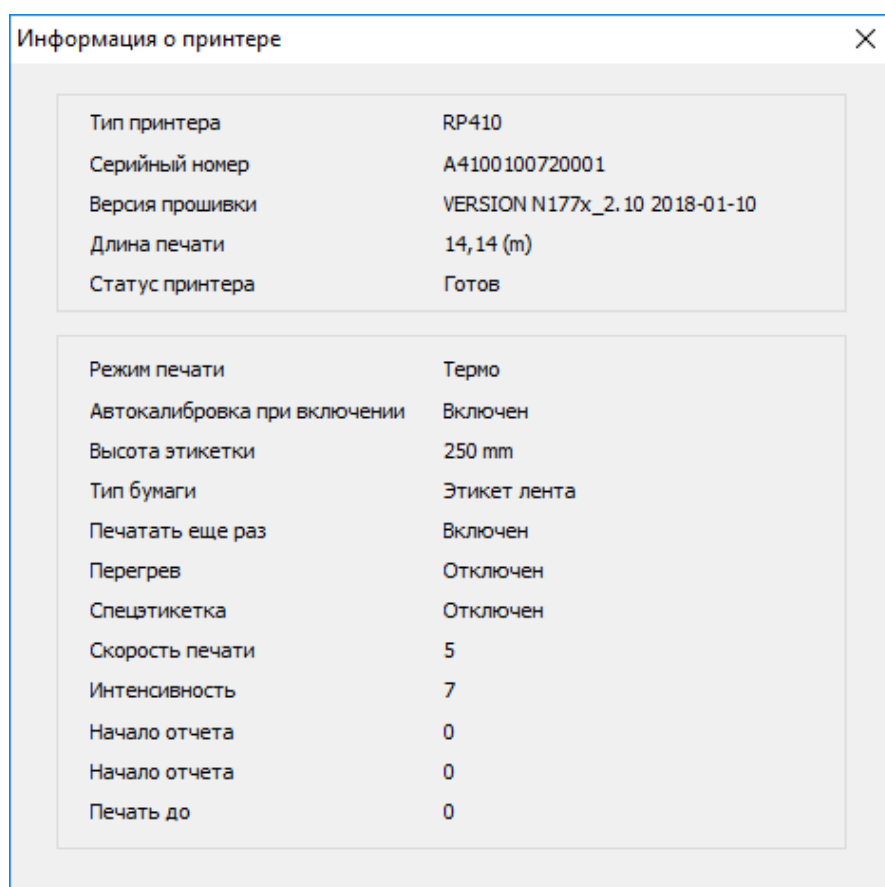 Информация о принтере
Тип принтера RP410
Серийный номер A4100100720001
Версия прошивки VERSION N177x_2.10 2018-01-10
Длина печати 14,14 (m)
Статус принтера Готов
Режим печати Термо
Автокалибровка при включении Включен
Высота этикетки 250 mm
Тип бумаги Этикет лента
Печатать еще раз Включен
Перегрев Отключен
Спецэтикетка Отключен
Скорость печати 5
Интенсивность 7
Начало отчета 0
Начало отчета 0
Печать до 0